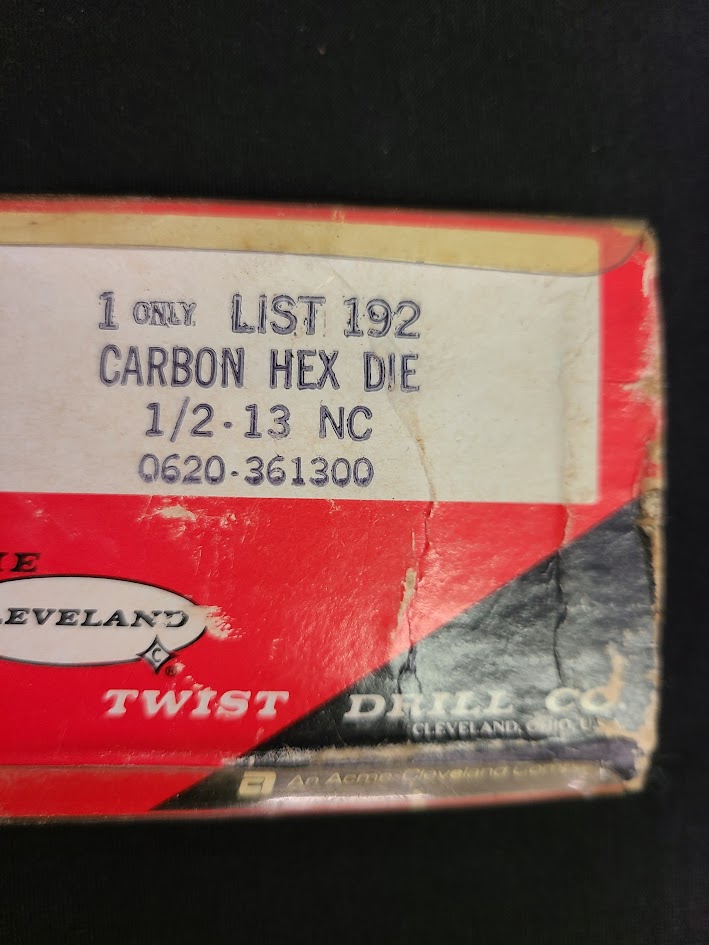 1 ONLY LIST 192
CARBON HEX DIE
1/2-13 NC
0620-361300
LEVELAND
C
®
TWIST DRILL CO.
CLEVELAND, OHIO, U.S.
An Acme-Cleveland